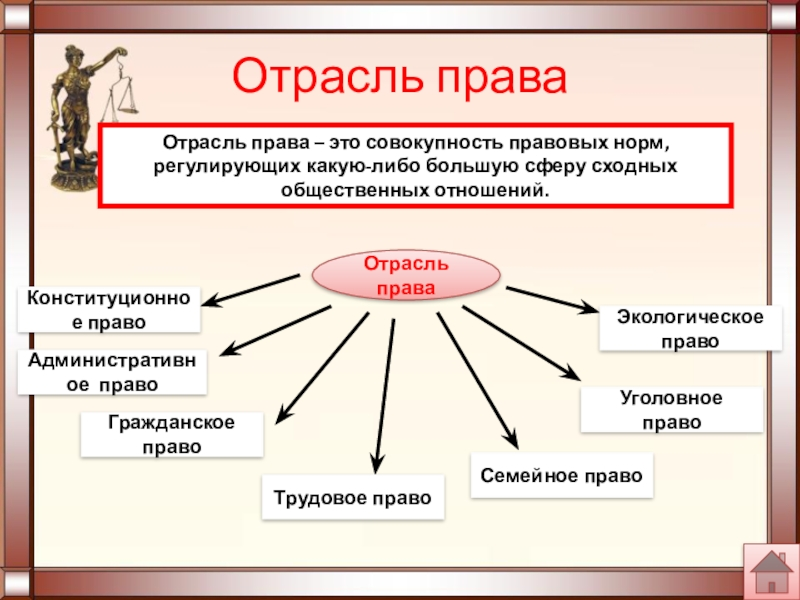 Отрасль права
Отрасль права – это совокупность правовых норм,
регулирующих какую-либо большую сферу сходных
общественных отношений.
Отрасль
права
Конституционно
е право
Административн
ое право
Гражданское
право
Трудовое право
Семейное право
Уголовное
право
Экологическое
право